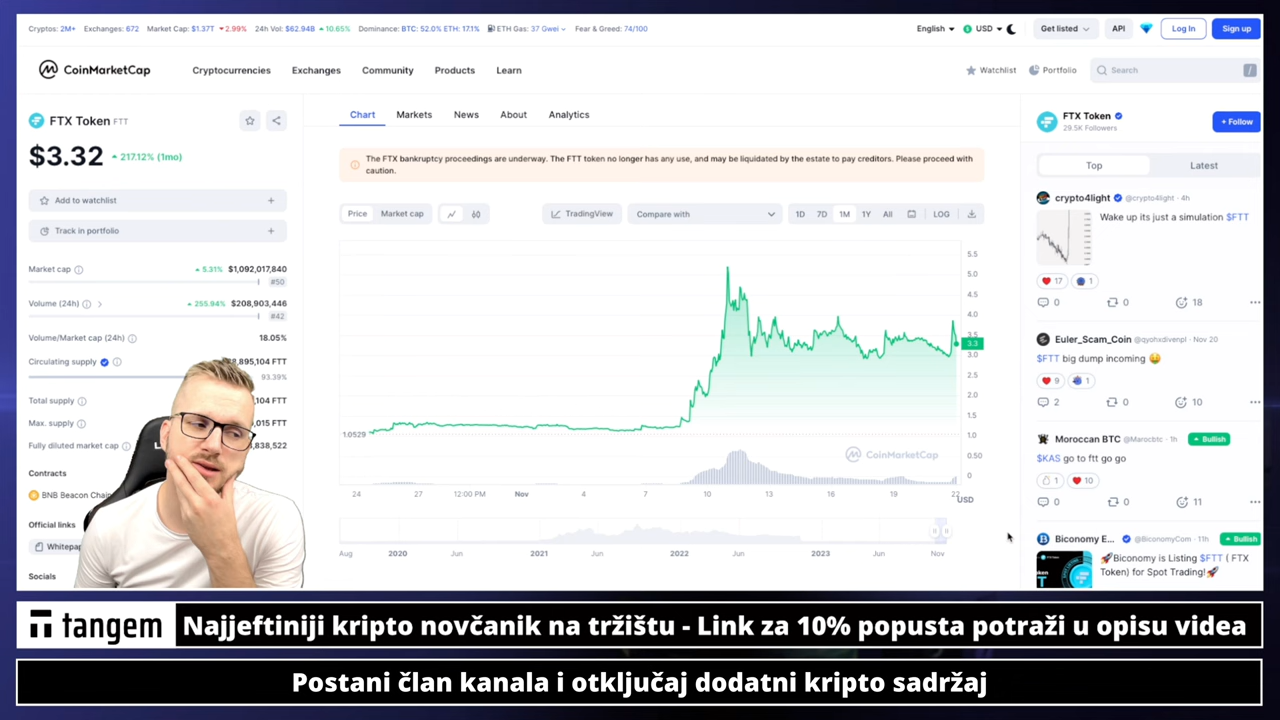 Cryptos: 2M+ Exchanges: 672 Market Cap: $1.37T 2.99% 24h Vol: $62.94B 10.65% Dominance: BTC: 52.0% ETH: 17.1% ETH Gas: 37 Gwei Fear & Greed: 74/100 English USD Get listed API Log In Sign up
CoinMarketCap Cryptocurrencies Exchanges Community Products Learn Watchlist Portfolio Search /
FTX Token FTT
$3.32 217.12% (1mo)
Add to watchlist +
Track in portfolio +
Market cap 5.31% $1,092,017,840
#50
Volume (24h) 255.94% $208,903,446
#42
Volume/Market cap (24h) 18.05%
Circulating supply 8,895,104 FTT
93.39%
Total supply ,104 FTT
Max. supply ,015 FTT
Fully diluted market cap ,838,522
Contracts
BNB Beacon Chain
Official links
Whitepap
Socials
Chart Markets News About Analytics
The FTX bankruptcy proceedings are underway. The FTT token no longer has any use, and may be liquidated by the estate to pay creditors. Please proceed with
caution.
Price Market cap TradingView Compare with 1D 7D 1M 1Y All LOG
5.5
5.0
4.5
4.0
3.5
3.3
3.0
2.5
2.0
1.5
1.0
0.50
0
1.0529
CoinMarketCap
24 27 12:00 PM Nov 4 7 10 13 16 19 22
USD
Aug 2020 Jun 2021 Jun 2022 Jun 2023 Jun Nov
FTX Token
29.5K Followers
+ Follow
Top Latest
crypto4light @crypto4light · 4h
Wake up its just a simulation $FTT
17 1
0 0 18
Euler_Scam_Coin @qyohxdivenpl · Nov 20
$FTT big dump incoming
9 1
2 0 10
Moroccan BTC @Marocbtc · 1h Bullish
$KAS go to ftt go go
1 10
0 0 11
Biconomy E... @BiconomyCom · 11h Bullish
Biconomy is Listing $FTT ( FTX
Token) for Spot Trading!
tangem Najjeftiniji kripto novčanik na tržištu - Link za 10% popusta potraži u opisu videa
Postani član kanala i otključaj dodatni kripto sadržaj